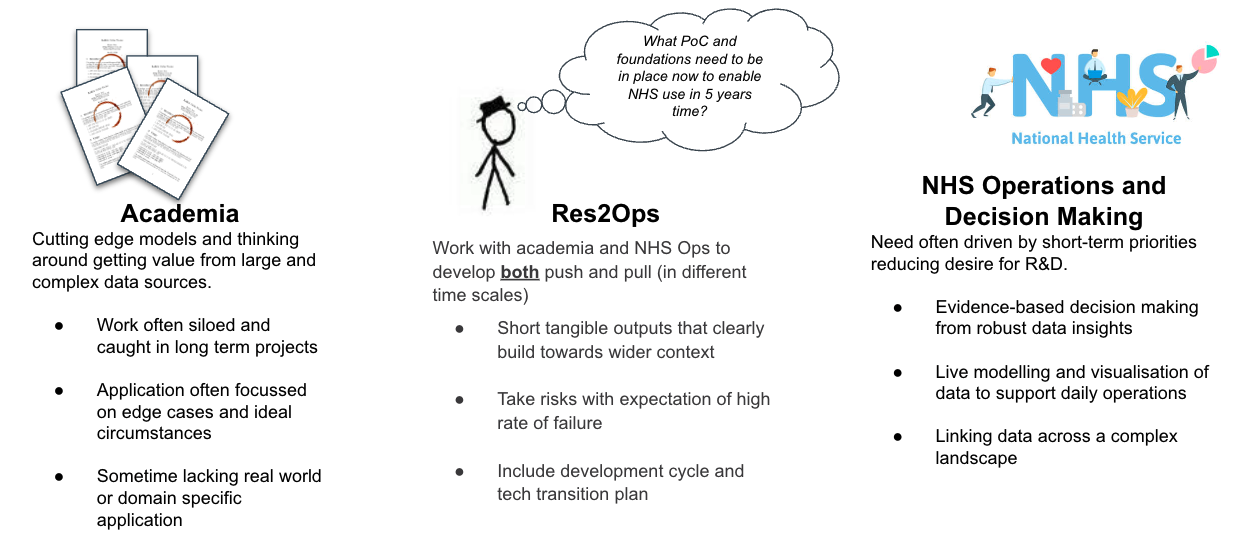 Academia
Cutting edge models and thinking
around getting value from large and
complex data sources.
● Work often siloed and
caught in long term projects
● Application often focussed
on edge cases and ideal
circumstances
● Sometime lacking real world
or domain specific
application
What PoC and
foundations need to be
in place now to enable
NHS use in 5 years
time?
Res2Ops
Work with academia and NHS Ops to
develop both push and pull (in different
time scales)
● Short tangible outputs that clearly
build towards wider context
● Take risks with expectation of high
rate of failure
● Include development cycle and
tech transition plan
NHS
National Health Service
NHS Operations and
Decision Making
Need often driven by short-term priorities
reducing desire for R&D.
● Evidence-based decision making
from robust data insights
● Live modelling and visualisation of
data to support daily operations
● Linking data across a complex
landscape